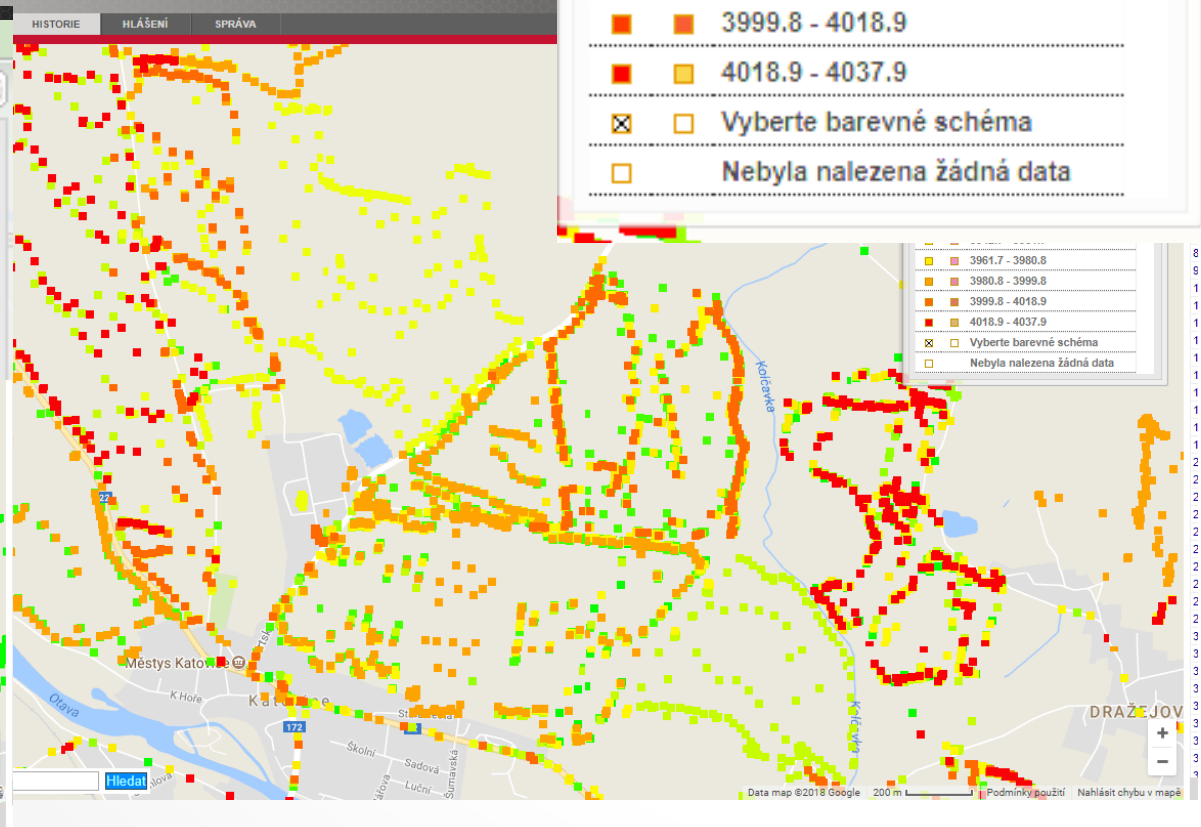 HISTORIE HLÁŠENÍ SPRÁVA
3999.8 - 4018.9
4018.9 - 4037.9
Vyberte barevné schéma
Nebyla nalezena žádná data
3961.7 - 3980.8
3980.8 - 3999.8
3999.8 - 4018.9
4018.9 - 4037.9
Vyberte barevné schéma
Nebyla nalezena žádná data
Kolčavka
22
Městys Katovice
K Hoře
Otava
172
Školní
Sadová
Luční
Šumavská
Kolčavka
DRAŽEJOV
+
−
Hledat
Data map ©2018 Google 200 m Podmínky použití Nahlásit chybu v mapě